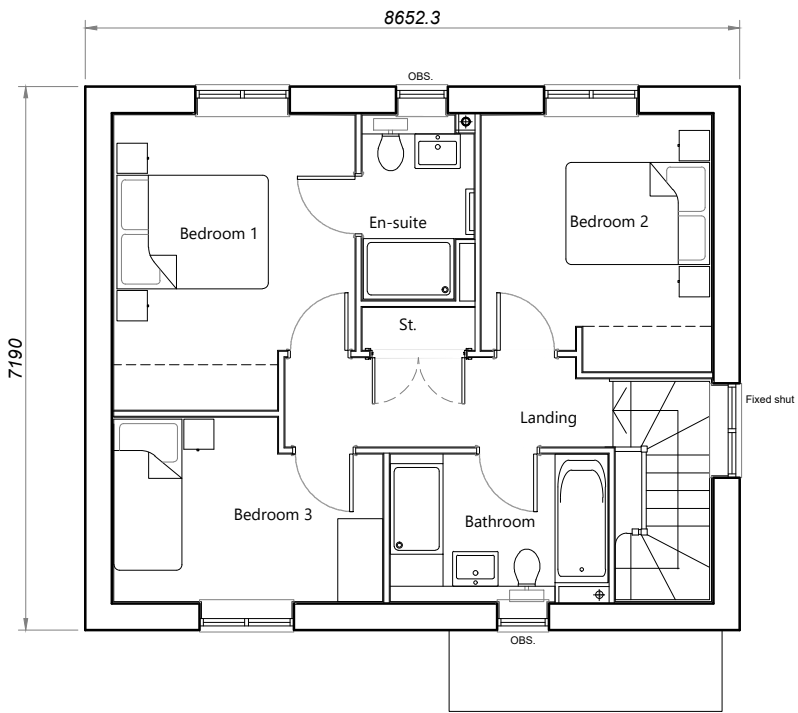 8652.3
OBS.
7190
Bedroom 1
En-suite
Bedroom 2
St.
Fixed shut
Landing
Bedroom 3
Bathroom
OBS.